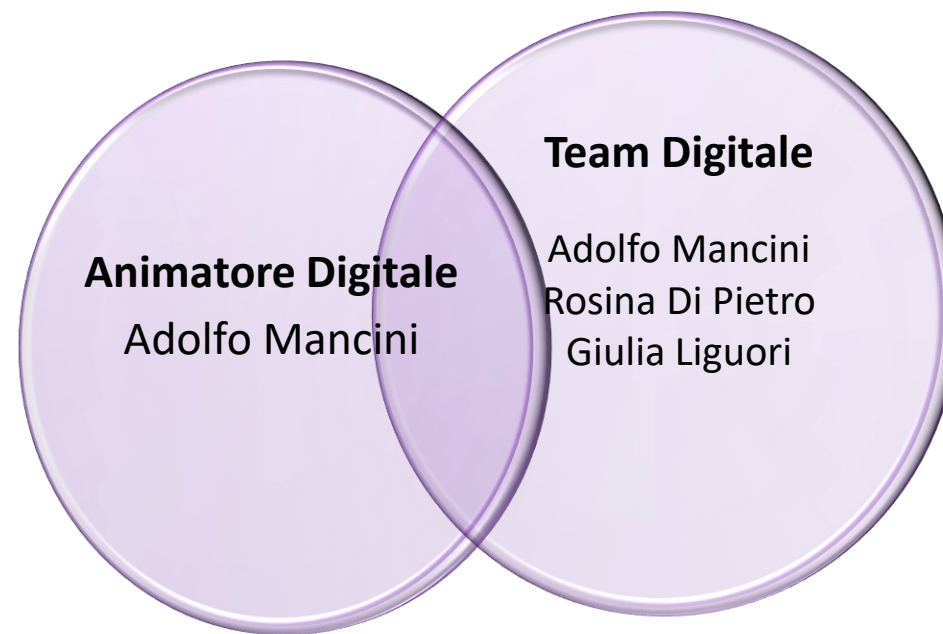 Animatore Digitale
Adolfo Mancini
Team Digitale
Adolfo Mancini
Rosina Di Pietro
Giulia Liguori